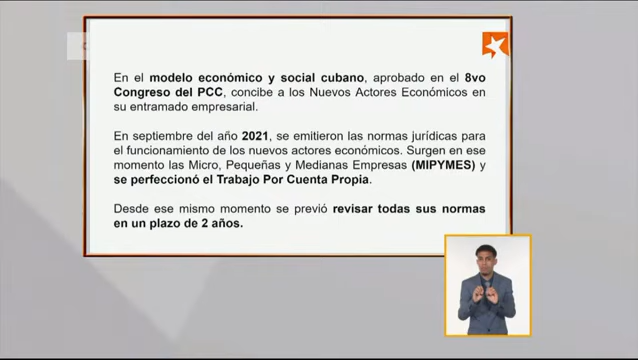 En el modelo económico y social cubano, aprobado en el 8vo
Congreso del PCC, concibe a los Nuevos Actores Económicos en
su entramado empresarial.
En septiembre del año 2021, se emitieron las normas jurídicas para
el funcionamiento de los nuevos actores económicos. Surgen en ese
momento las Micro, Pequeñas y Medianas Empresas (MIPYMES) y
se perfeccionó el Trabajo Por Cuenta Propia.
Desde ese mismo momento se previó revisar todas sus normas
en un plazo de 2 años.